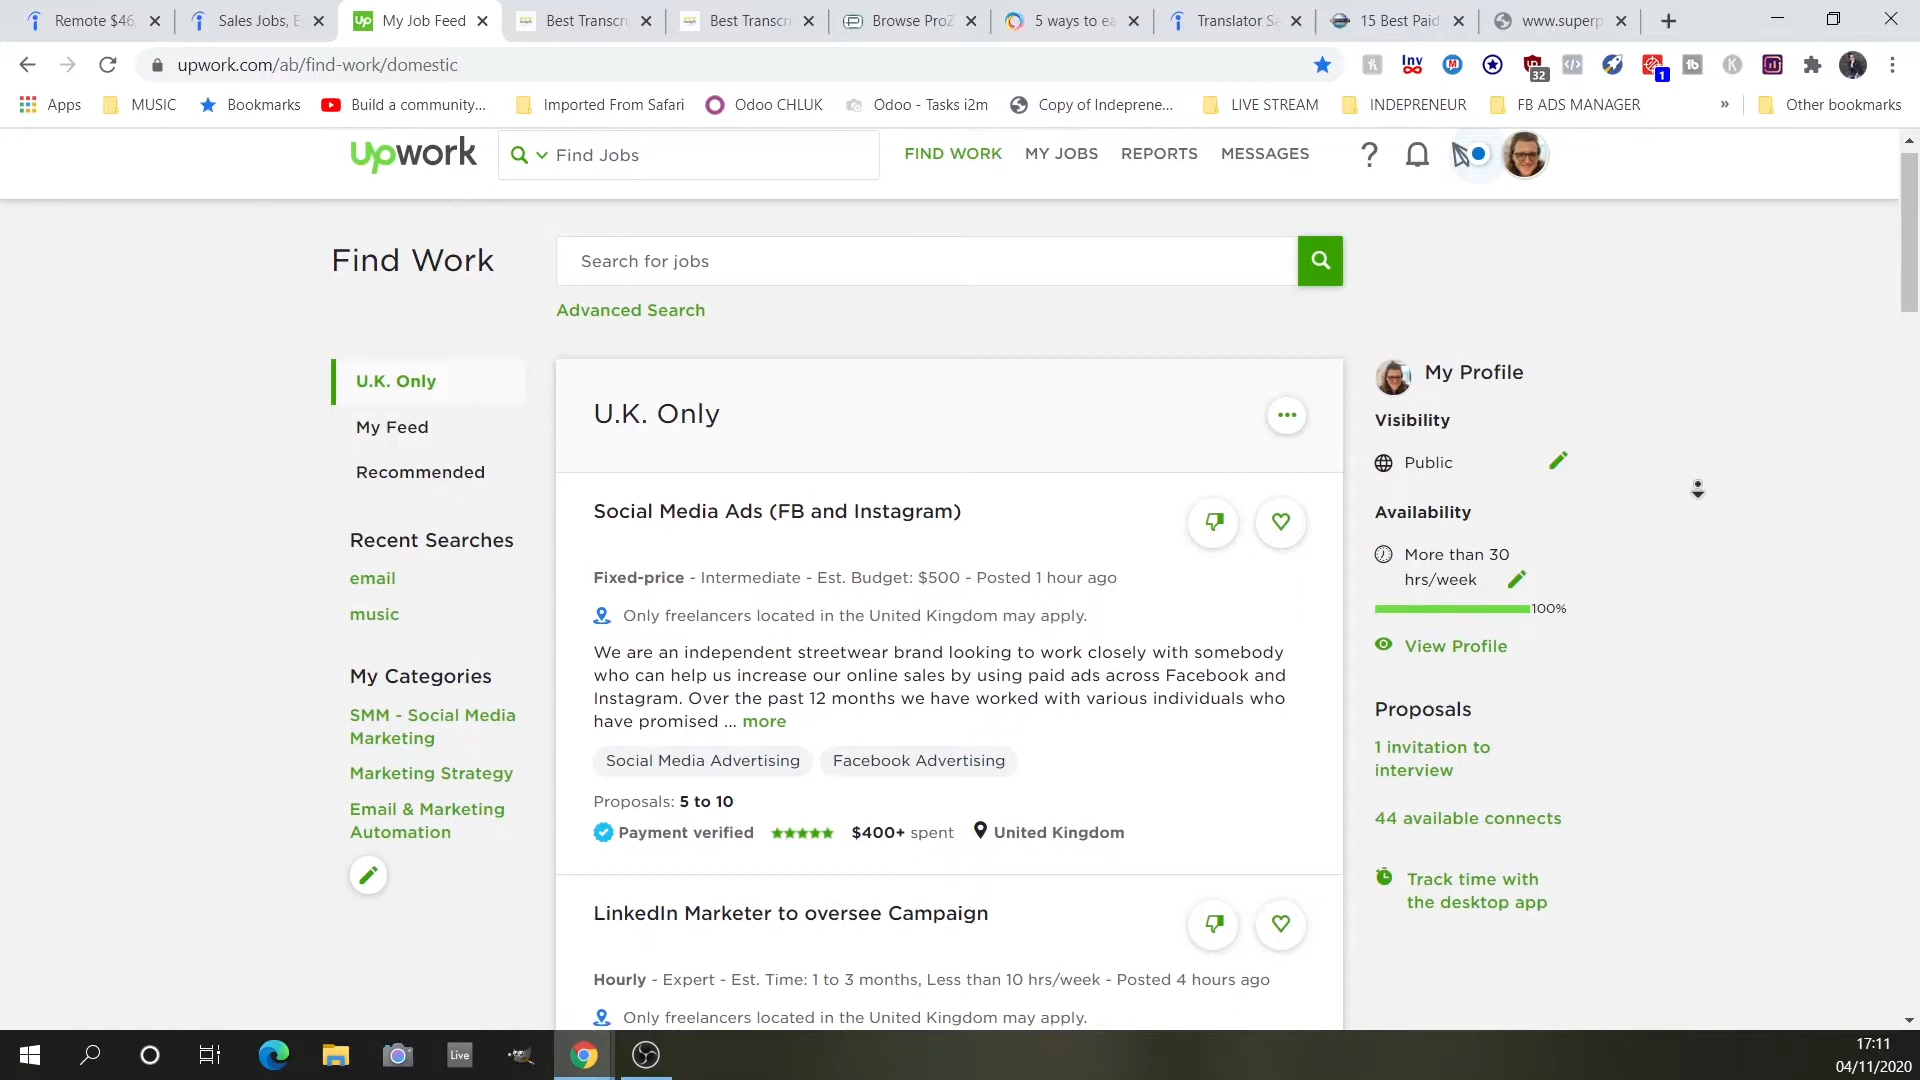 Remote $46,
Sales Jobs, E
My Job Feed
Best Transcri
Best Transcri
Browse ProZ
5 ways to ea
Translator Sa
15 Best Paid
www.superp
upwork.com/ab/find-work/domestic
Inv
32
1
Apps
MUSIC
Bookmarks
Build a community...
Imported From Safari
Odoo CHLUK
Odoo - Tasks i2m
Copy of Indeprene...
LIVE STREAM
INDEPRENEUR
FB ADS MANAGER
»
Other bookmarks
upwork
Find Jobs
FIND WORK
MY JOBS
REPORTS
MESSAGES
?
Find Work
Search for jobs
Advanced Search
U.K. Only
My Feed
Recommended
Recent Searches
email
music
My Categories
SMM - Social Media
Marketing
Marketing Strategy
Email & Marketing
Automation
U.K. Only
Social Media Ads (FB and Instagram)
Fixed-price - Intermediate - Est. Budget: $500 - Posted 1 hour ago
Only freelancers located in the United Kingdom may apply.
We are an independent streetwear brand looking to work closely with somebody
who can help us increase our online sales by using paid ads across Facebook and
Instagram. Over the past 12 months we have worked with various individuals who
have promised ... more
Social Media Advertising
Facebook Advertising
Proposals: 5 to 10
Payment verified
$400+ spent
United Kingdom
LinkedIn Marketer to oversee Campaign
Hourly - Expert - Est. Time: 1 to 3 months, Less than 10 hrs/week - Posted 4 hours ago
Only freelancers located in the United Kingdom may apply.
My Profile
Visibility
Public
Availability
More than 30
hrs/week
100%
View Profile
Proposals
1 invitation to
interview
44 available connects
Track time with
the desktop app
Live
17:11
04/11/2020